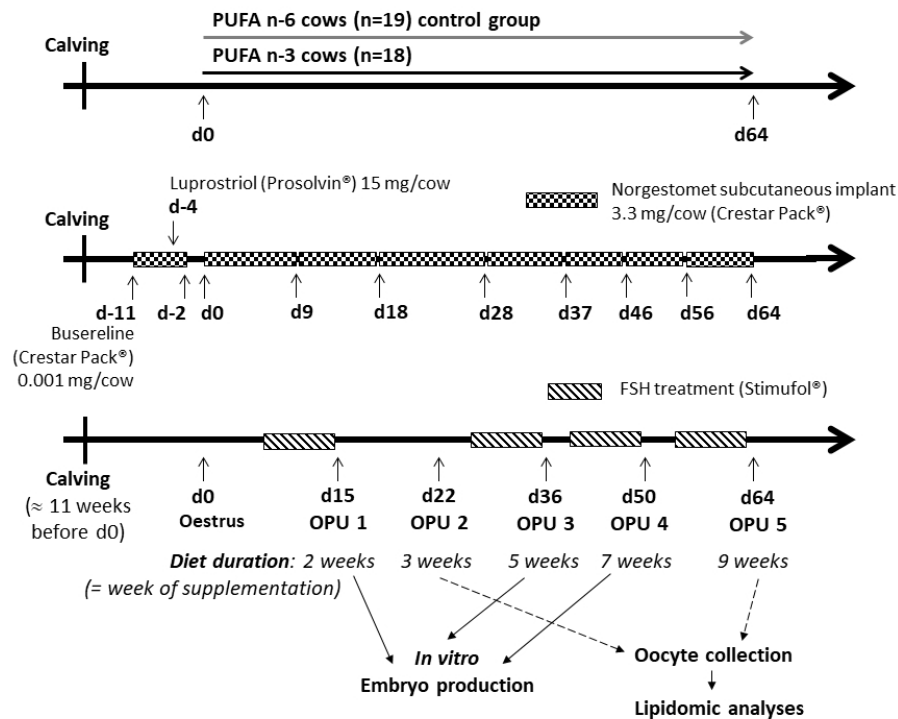 PUFA n-6 cows (n=19) control group
Calving
PUFA n-3 cows (n=18)
d0
d64
Luprostriol (Prosolvin®) 15 mg/cow
Calving
d-4
Norgestomet subcutaneous implant
3.3 mg/cow (Crestar Pack®)
d-11
d-2
d0
d9
d18
d28
d37
d46
d56
d64
Busereline
(Crestar Pack®)
0.001 mg/cow
FSH treatment (Stimufol®)
Calving
(≈ 11 weeks
before d0)
d0
Oestrus
d15
OPU 1
d22
OPU 2
d36
OPU 3
d50
OPU 4
d64
OPU 5
Diet duration: 2 weeks 3 weeks 5 weeks 7 weeks 9 weeks
(= week of supplementation)
In vitro
Embryo production
Oocyte collection
Lipidomic analyses